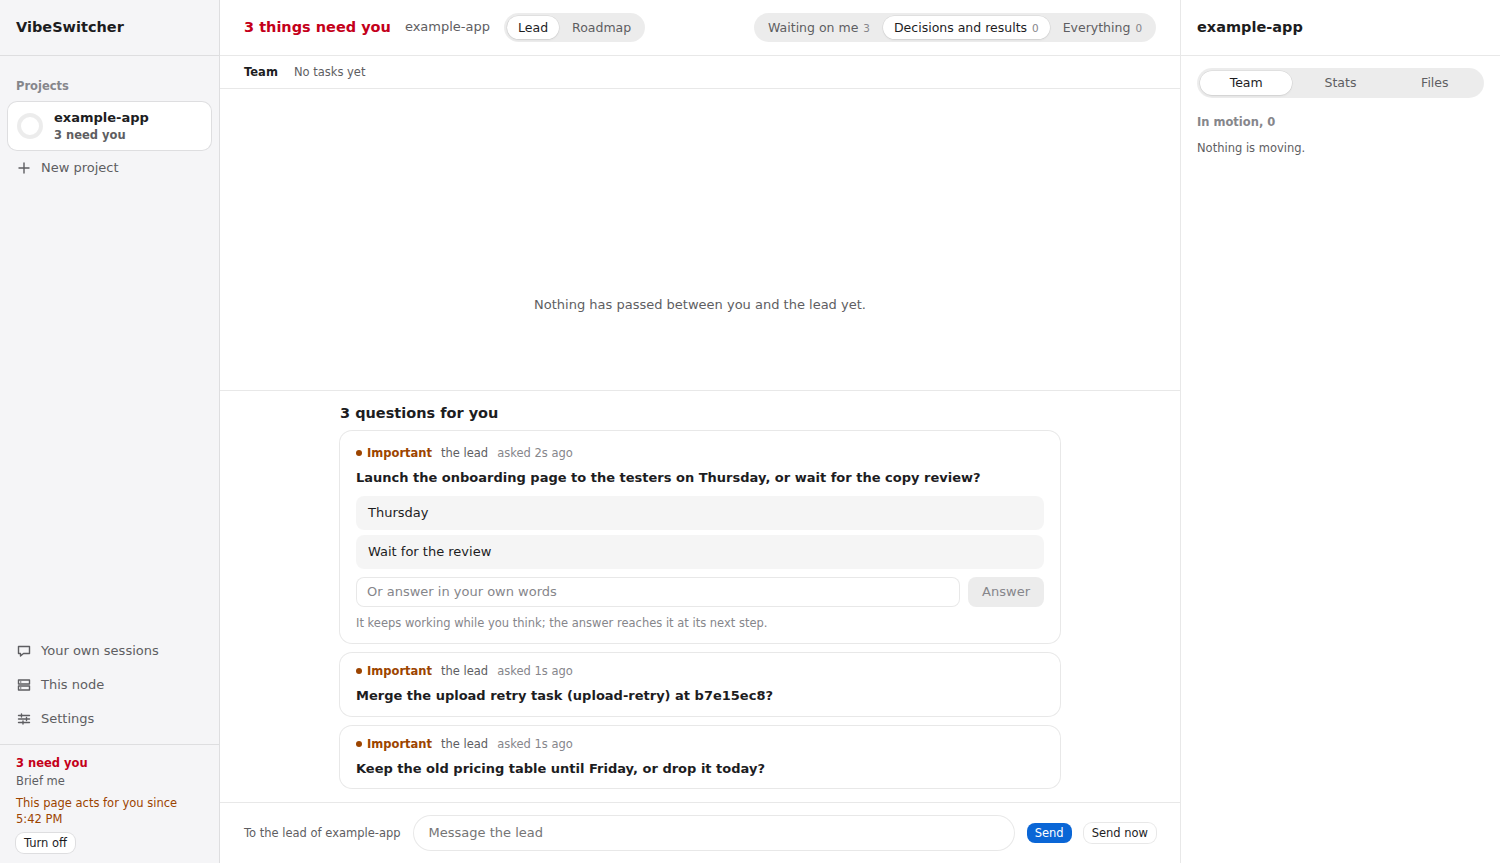 VibeSwitcher
Projects
example-app
3 need you
New project
Your own sessions
This node
Settings
3 need you
Brief me
This page acts for you since
5:42 PM
Turn off
3 things need you example-app Lead Roadmap Waiting on me 3 Decisions and results 0 Everything 0
Team No tasks yet
Nothing has passed between you and the lead yet.
3 questions for you
Important the lead asked 2s ago
Launch the onboarding page to the testers on Thursday, or wait for the copy review?
Thursday
Wait for the review
Or answer in your own words Answer
It keeps working while you think; the answer reaches it at its next step.
Important the lead asked 1s ago
Merge the upload retry task (upload-retry) at b7e15ec8?
Important the lead asked 1s ago
Keep the old pricing table until Friday, or drop it today?
To the lead of example-app Message the lead Send Send now
example-app
Team Stats Files
In motion, 0
Nothing is moving.